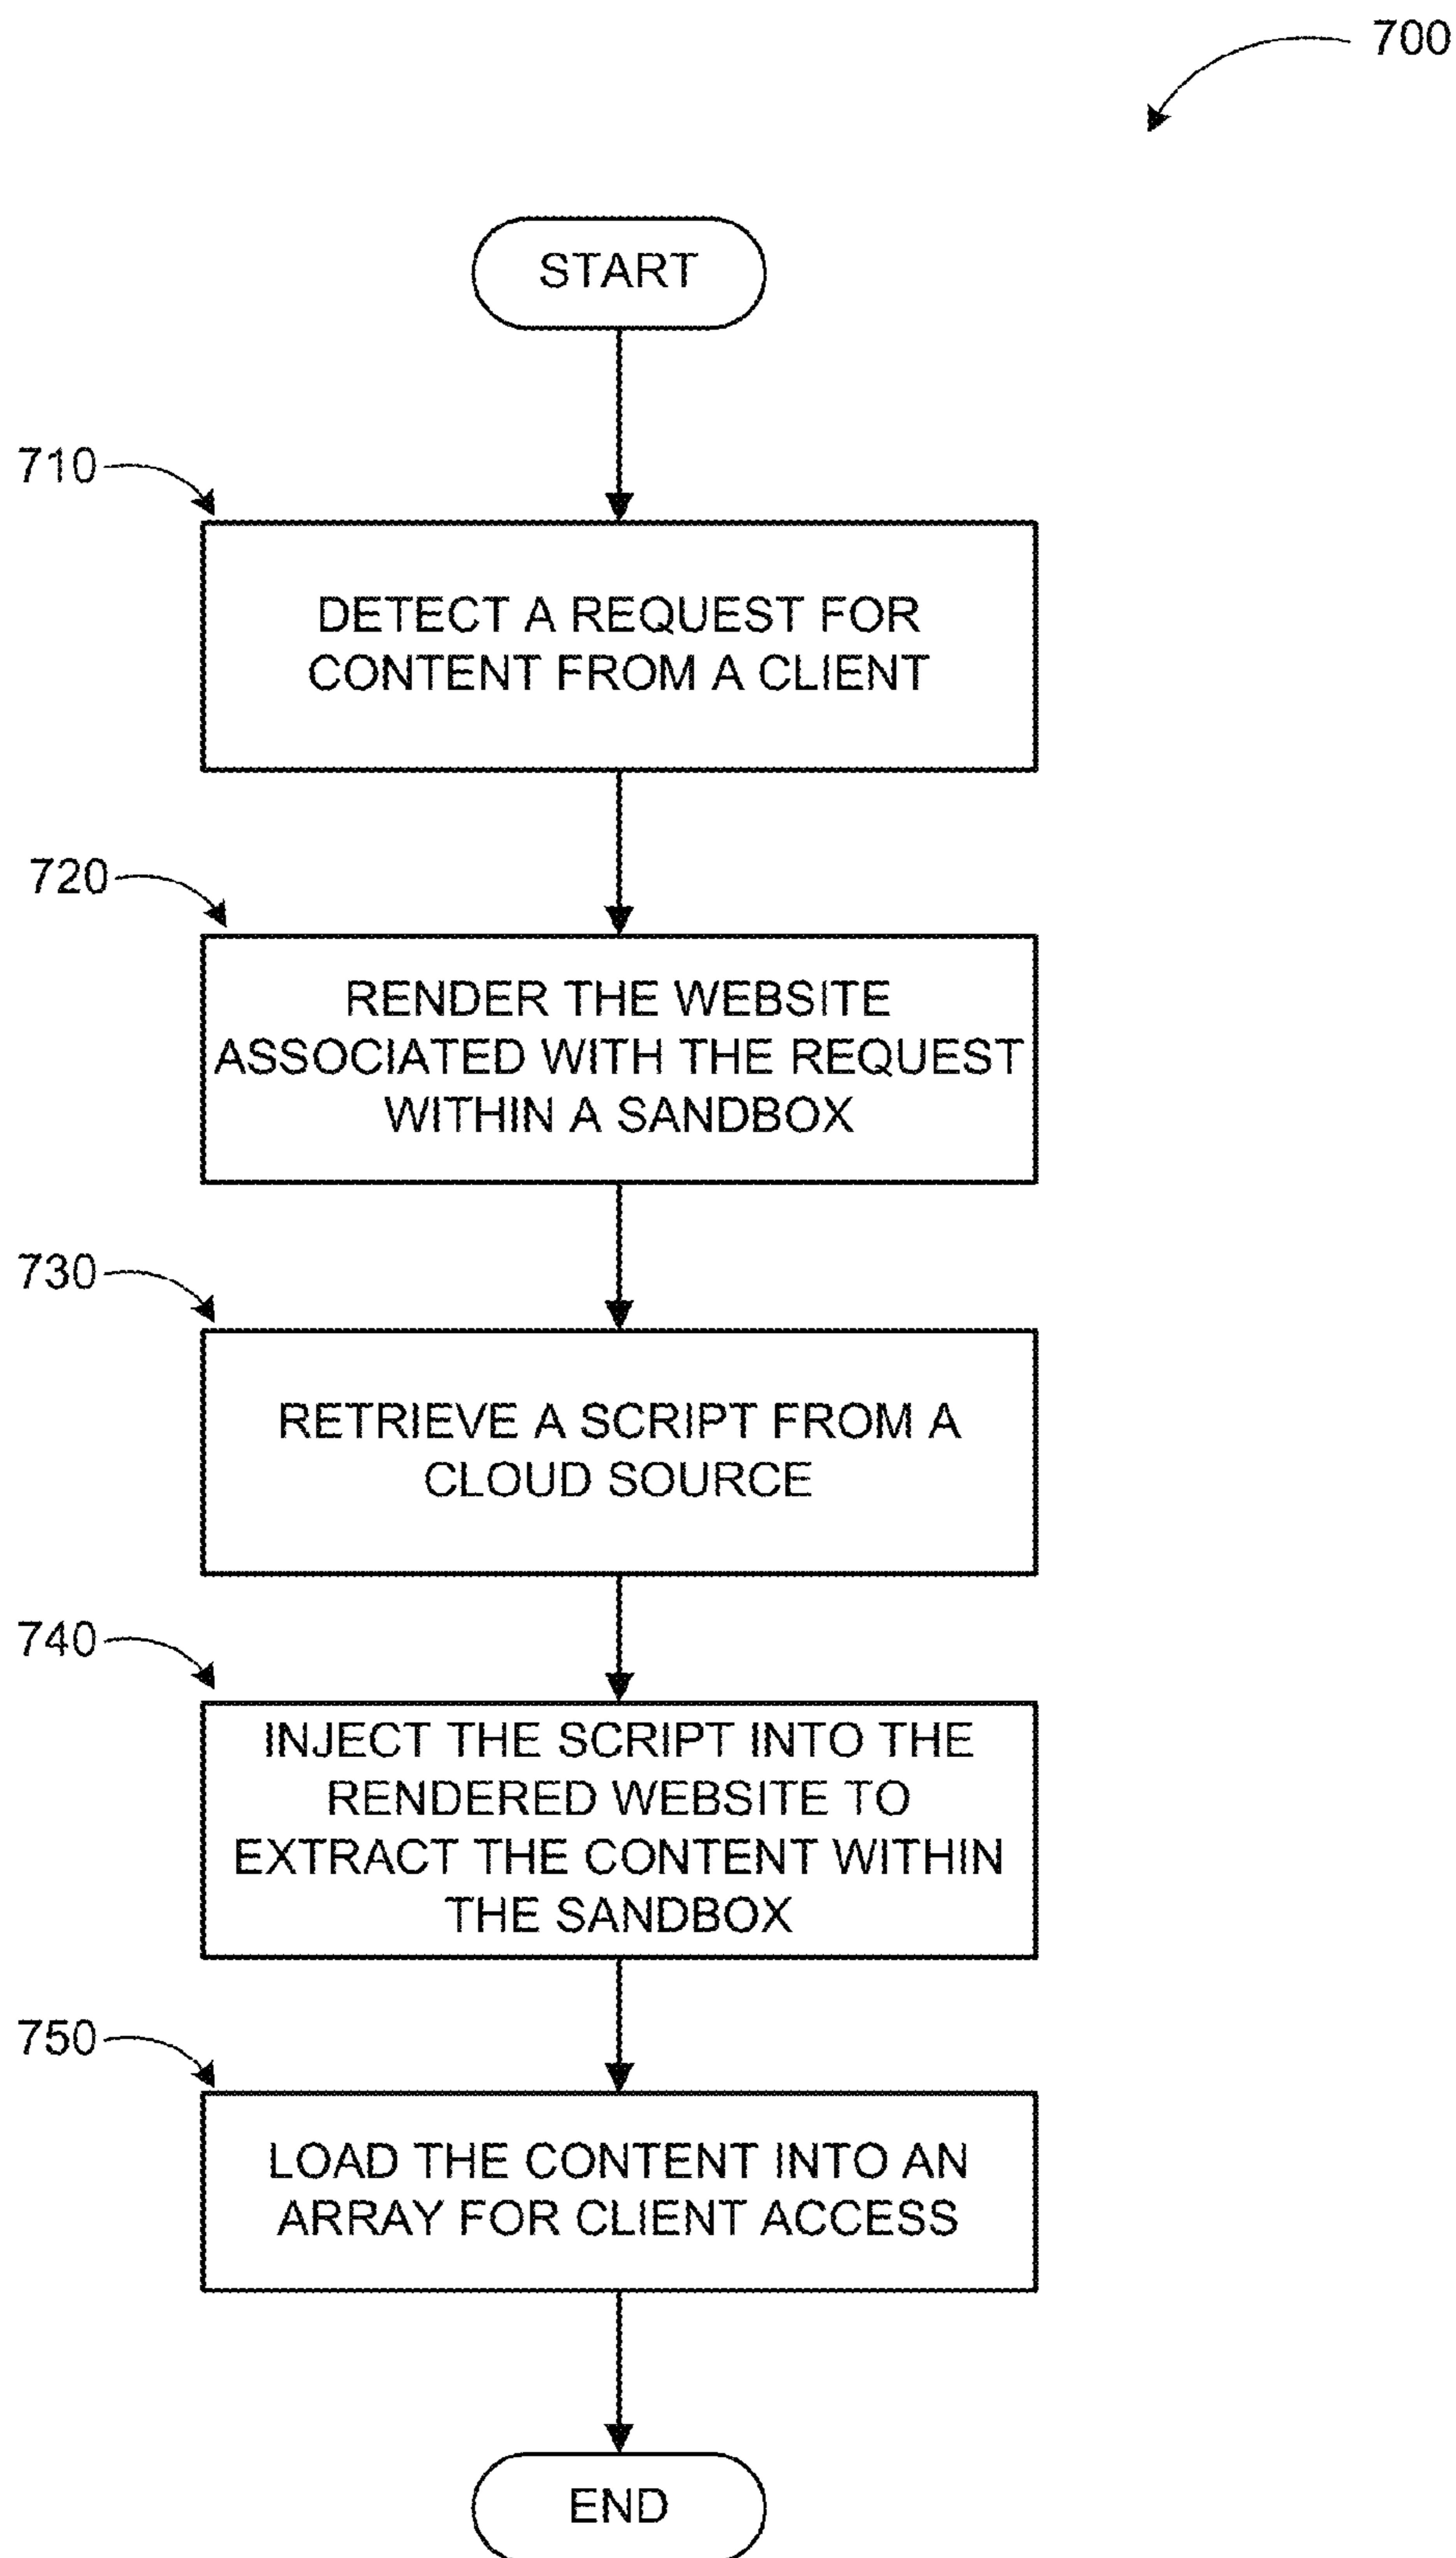 700
START
710
DETECT A REQUEST FOR
CONTENT FROM A CLIENT
720
RENDER THE WEBSITE
ASSOCIATED WITH THE REQUEST
WITHIN A SANDBOX
730
RETRIEVE A SCRIPT FROM A
CLOUD SOURCE
740
INJECT THE SCRIPT INTO THE
RENDERED WEBSITE TO
EXTRACT THE CONTENT WITHIN
THE SANDBOX
750
LOAD THE CONTENT INTO AN
ARRAY FOR CLIENT ACCESS
END